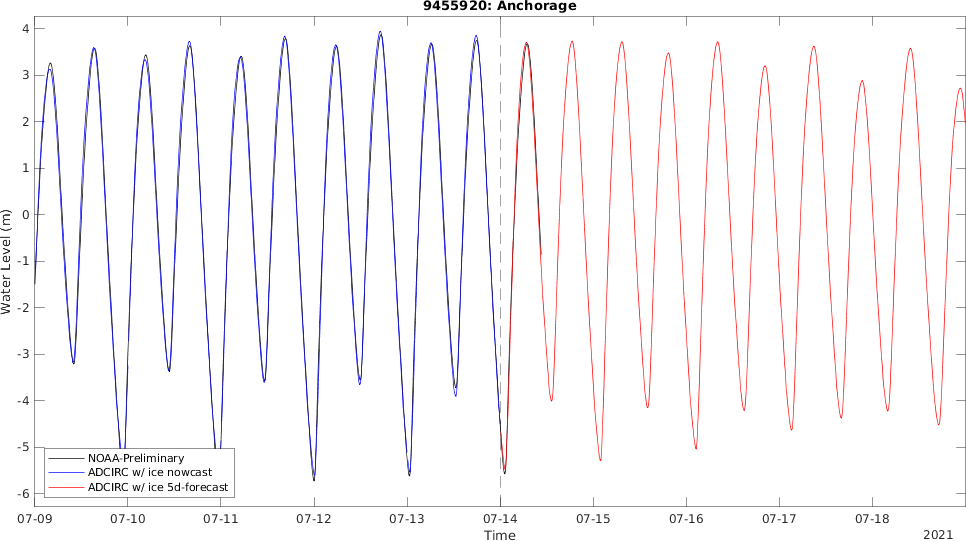 9455920: Anchorage
4
3
2
1
0
-1
-2
-3
-4
-5
-6
Water Level (m)
NOAA-Preliminary
ADCIRC w/ ice nowcast
ADCIRC w/ ice 5d-forecast
07-09 07-10 07-11 07-12 07-13 07-14 07-15 07-16 07-17 07-18
Time
2021